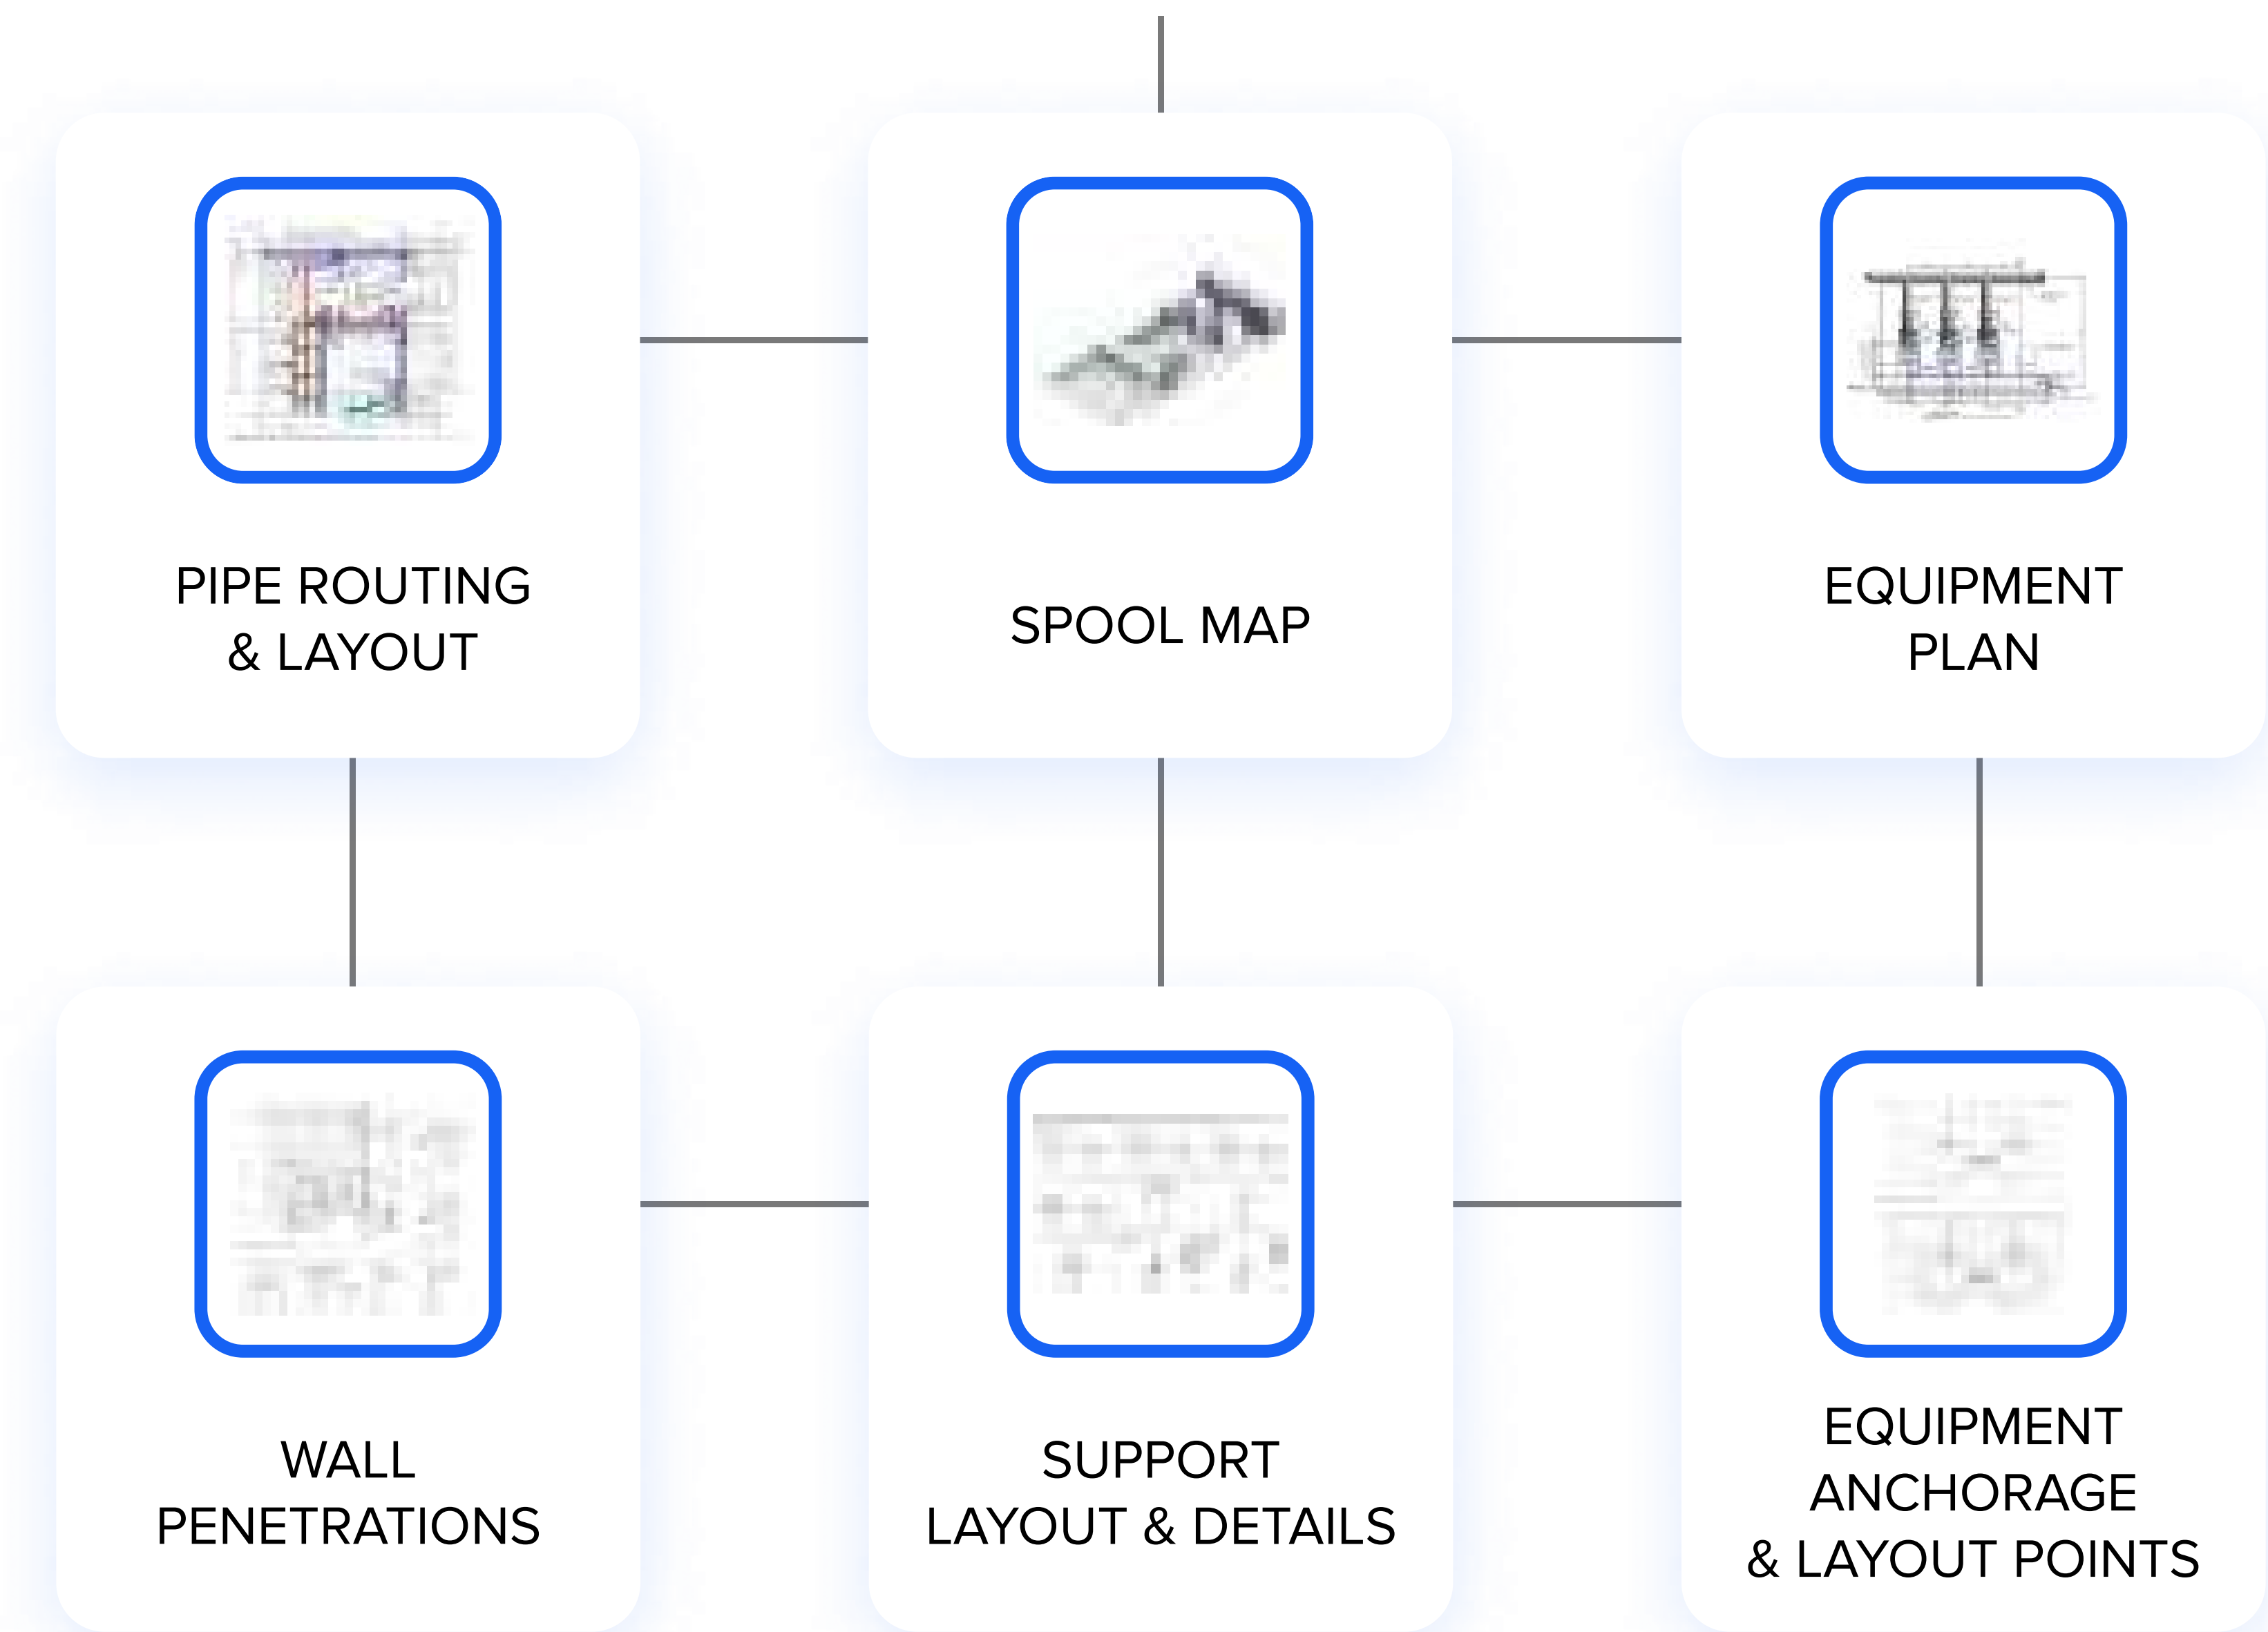 PIPE ROUTING
& LAYOUT
SPOOL MAP
EQUIPMENT
PLAN
WALL
PENETRATIONS
SUPPORT
LAYOUT & DETAILS
EQUIPMENT
ANCHORAGE
& LAYOUT POINTS